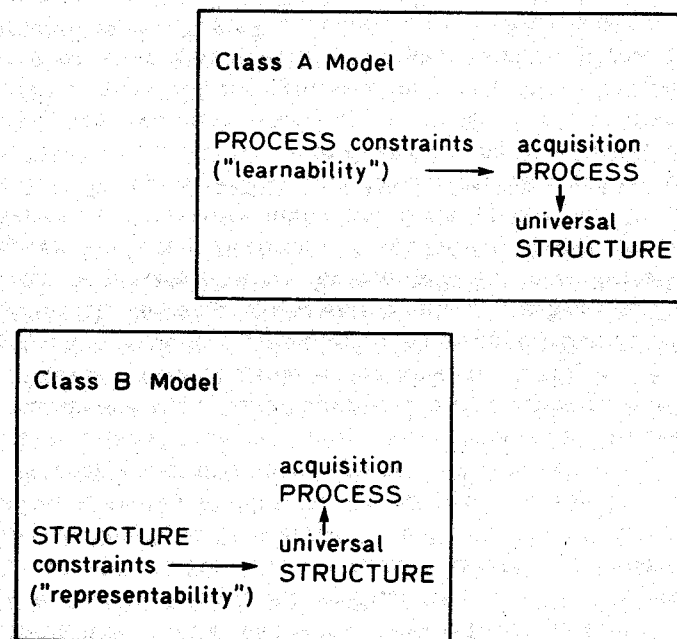 Class A Model
PROCESS constraints
("learnability")
acquisition
PROCESS
universal
STRUCTURE
Class B Model
acquisition
PROCESS
STRUCTURE
constraints
("representability")
universal
STRUCTURE